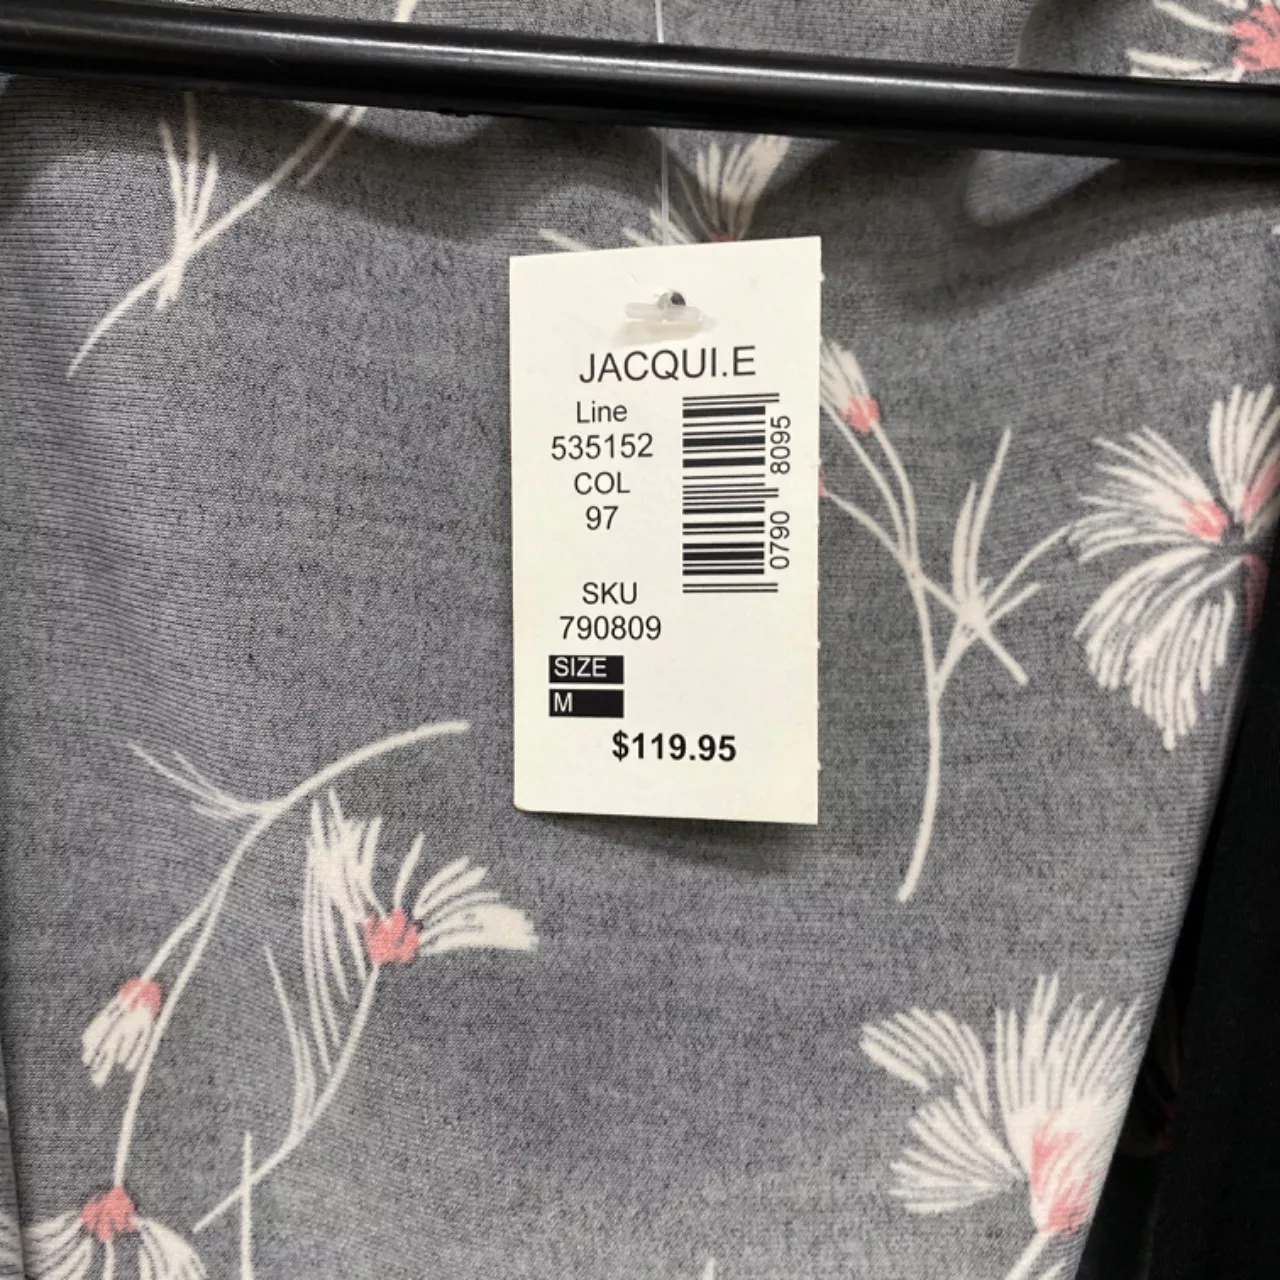 JACQUI.E
Line
535152
COL
97
0790 8095
SKU
790809
SIZE
M
$119.95